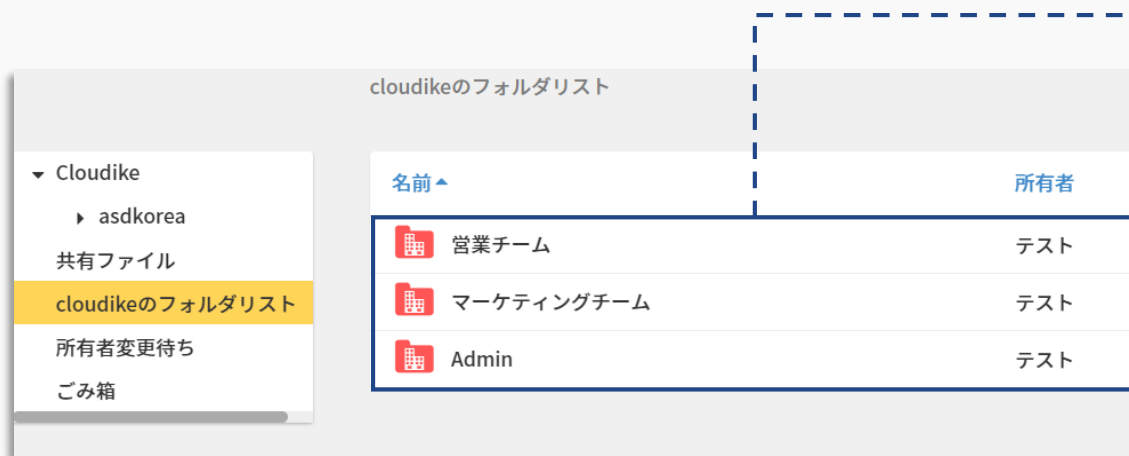 cloudikeのフォルダリスト
Cloudike
asdkorea
共有ファイル
cloudikeのフォルダリスト
所有者変更待ち
ごみ箱
名前 所有者
営業チーム テスト
マーケティングチーム テスト
Admin テスト